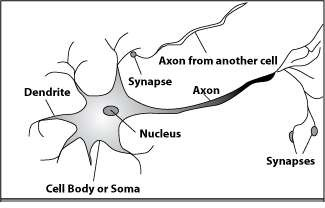 Axon from another cell
Synapse
Dendrite
Axon
Nucleus
Synapses
Cell Body or Soma